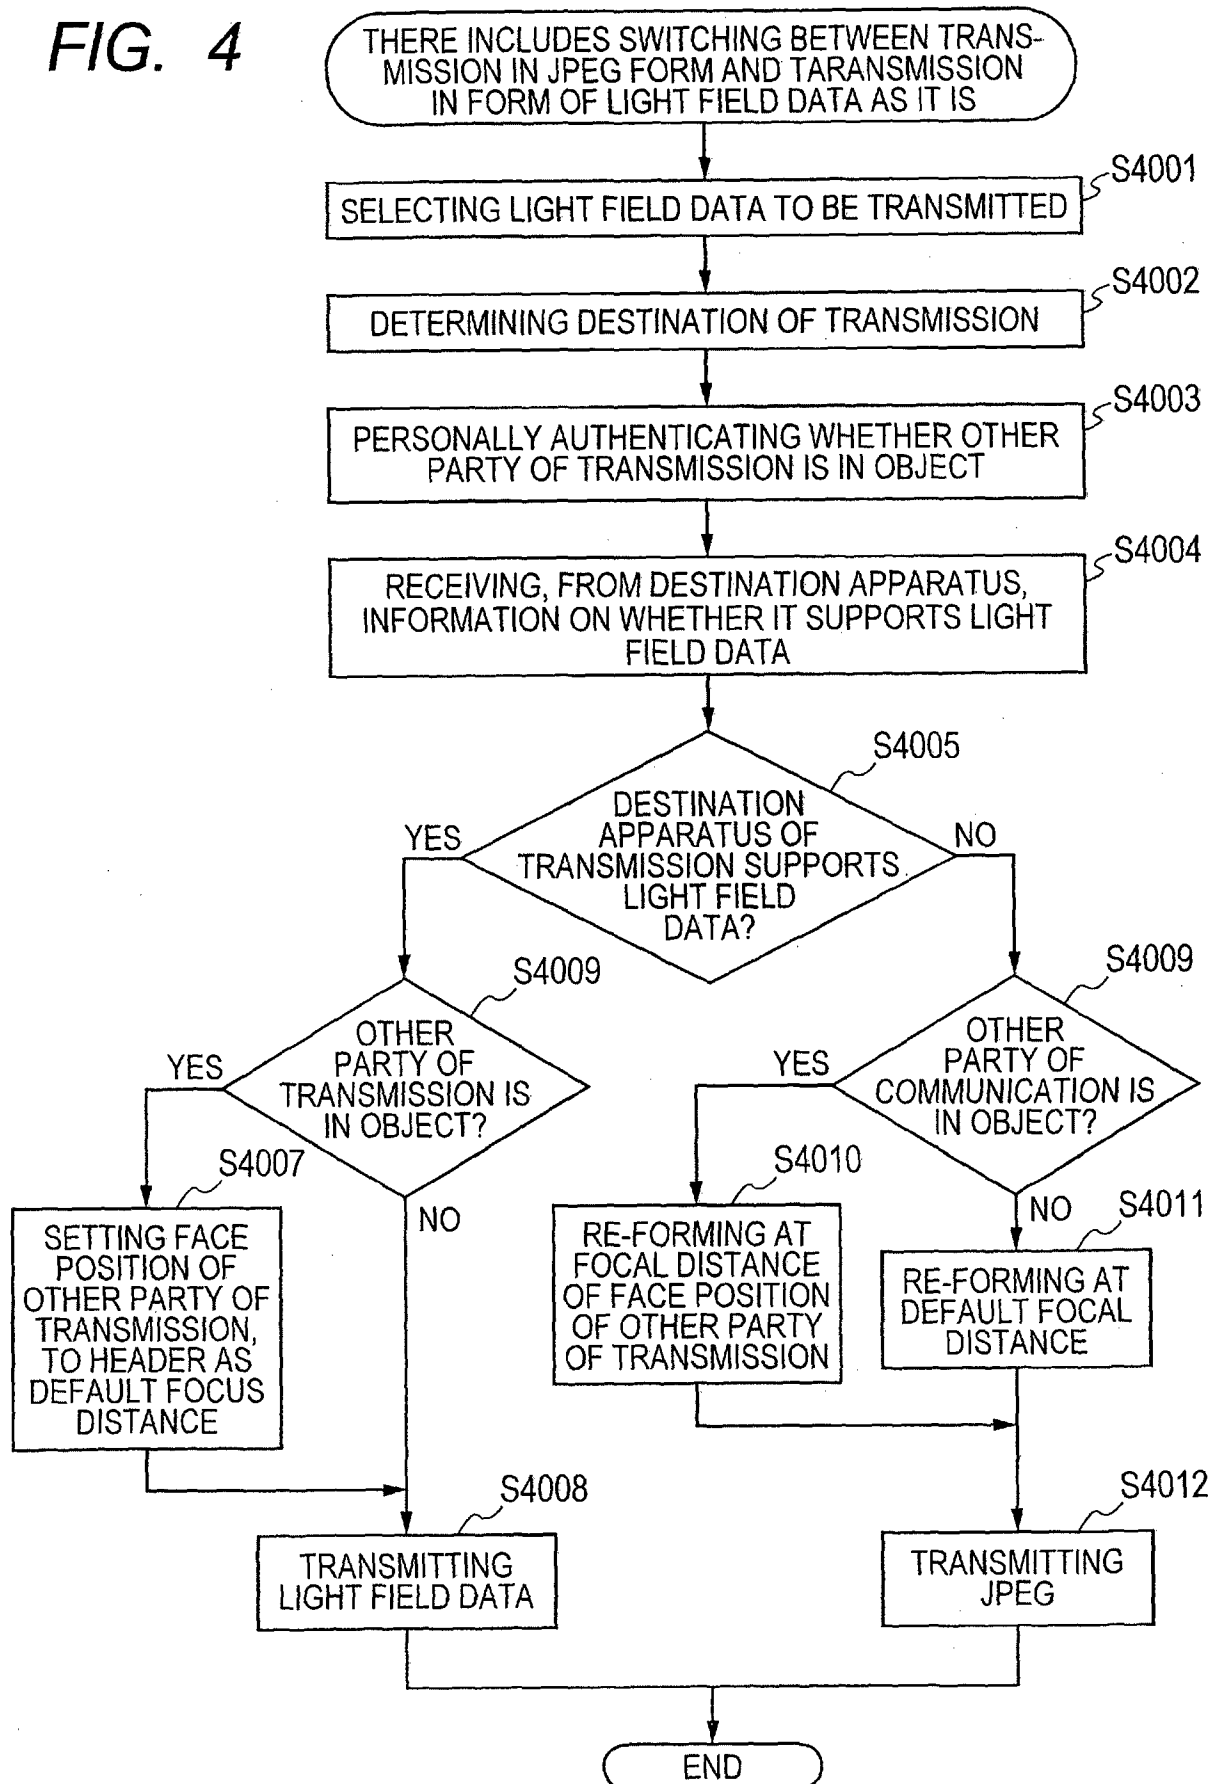 FIG. 4
THERE INCLUDES SWITCHING BETWEEN TRANS-
MISSION IN JPEG FORM AND TARANSMISSION
IN FORM OF LIGHT FIELD DATA AS IT IS
S4001
SELECTING LIGHT FIELD DATA TO BE TRANSMITTED
S4002
DETERMINING DESTINATION OF TRANSMISSION
S4003
PERSONALLY AUTHENTICATING WHETHER OTHER
PARTY OF TRANSMISSION IS IN OBJECT
S4004
RECEIVING, FROM DESTINATION APPARATUS,
INFORMATION ON WHETHER IT SUPPORTS LIGHT
FIELD DATA
S4005
DESTINATION
APPARATUS OF
TRANSMISSION SUPPORTS
LIGHT FIELD
DATA?
YES
NO
S4009
OTHER
PARTY OF
TRANSMISSION IS
IN OBJECT?
YES
NO
S4009
OTHER
PARTY OF
COMMUNICATION IS
IN OBJECT?
YES
NO
S4007
SETTING FACE
POSITION OF
OTHER PARTY OF
TRANSMISSION,
TO HEADER AS
DEFAULT FOCUS
DISTANCE
S4010
RE-FORMING AT
FOCAL DISTANCE
OF FACE POSITION
OF OTHER PARTY
OF TRANSMISSION
S4011
RE-FORMING AT
DEFAULT FOCAL
DISTANCE
S4008
TRANSMITTING
LIGHT FIELD DATA
S4012
TRANSMITTING
JPEG
END